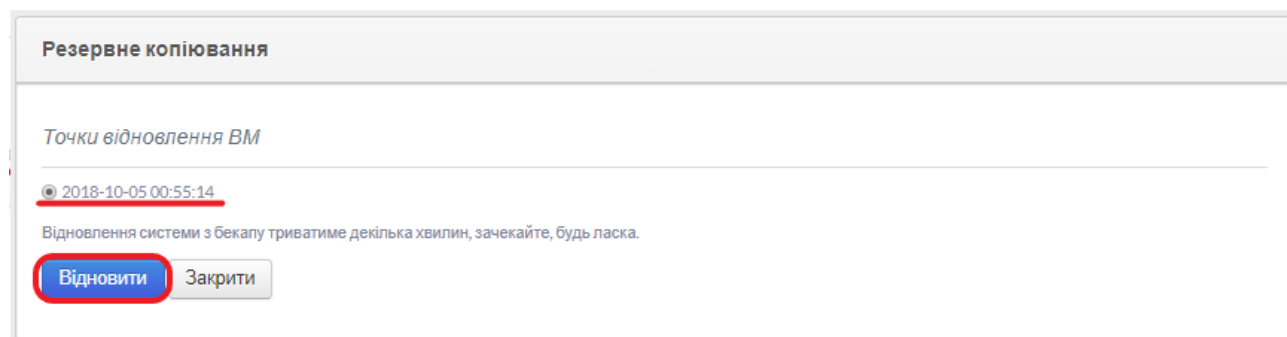 Резервне копіювання
Точки відновлення ВМ
2018-10-05 00:55:14
Відновлення системи з бекапу триватиме декілька хвилин, зачекайте, будь ласка.
Відновити Закрити